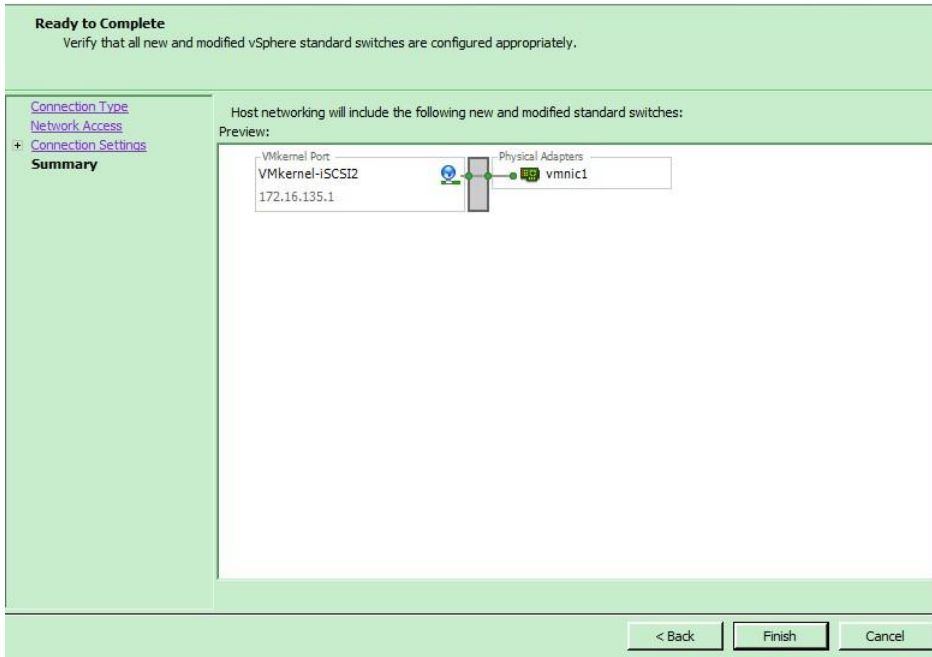 Ready to Complete
Verify that all new and modified vSphere standard switches are configured appropriately.
Connection Type
Network Access
Connection Settings
Summary
Host networking will include the following new and modified standard switches:
Preview:
VMkernel Port
VMkernel-iSCSI2
172.16.135.1
Physical Adapters
vmnic1
< Back
Finish
Cancel